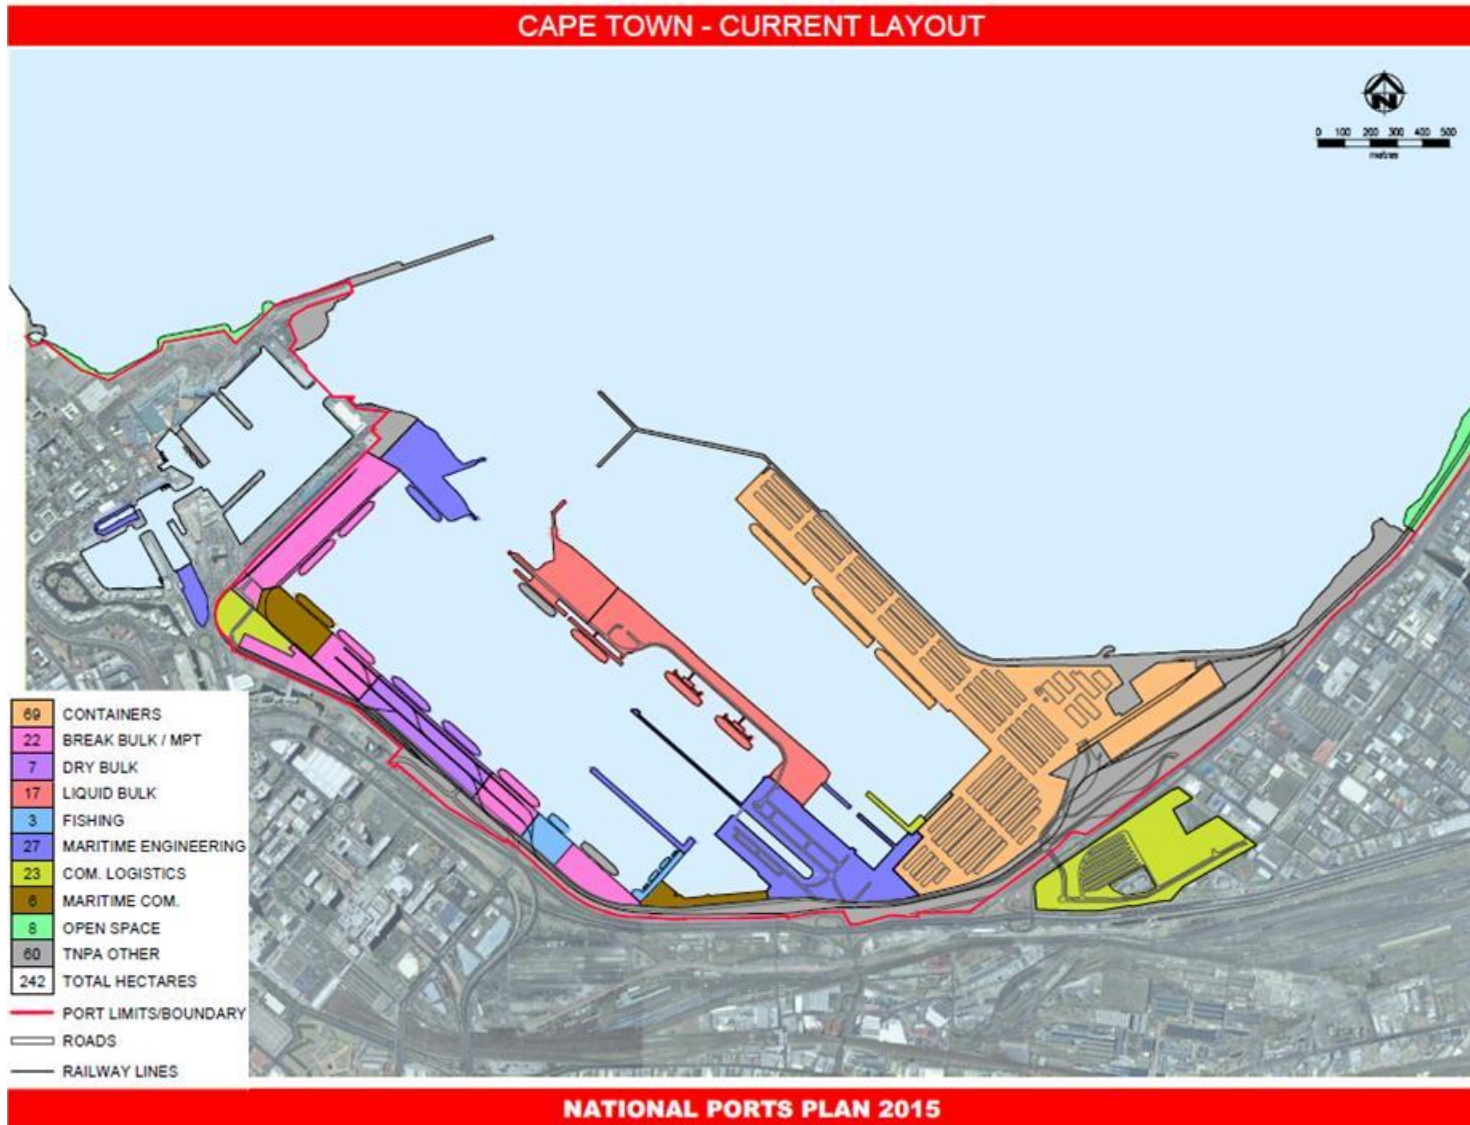 CAPE TOWN - CURRENT LAYOUT
N
0 100 200 300 400 500
metres
69 CONTAINERS
22 BREAK BULK / MPT
7 DRY BULK
17 LIQUID BULK
3 FISHING
27 MARITIME ENGINEERING
23 COM. LOGISTICS
6 MARITIME COM.
8 OPEN SPACE
60 TNPA OTHER
242 TOTAL HECTARES
PORT LIMITS/BOUNDARY
ROADS
RAILWAY LINES
NATIONAL PORTS PLAN 2015